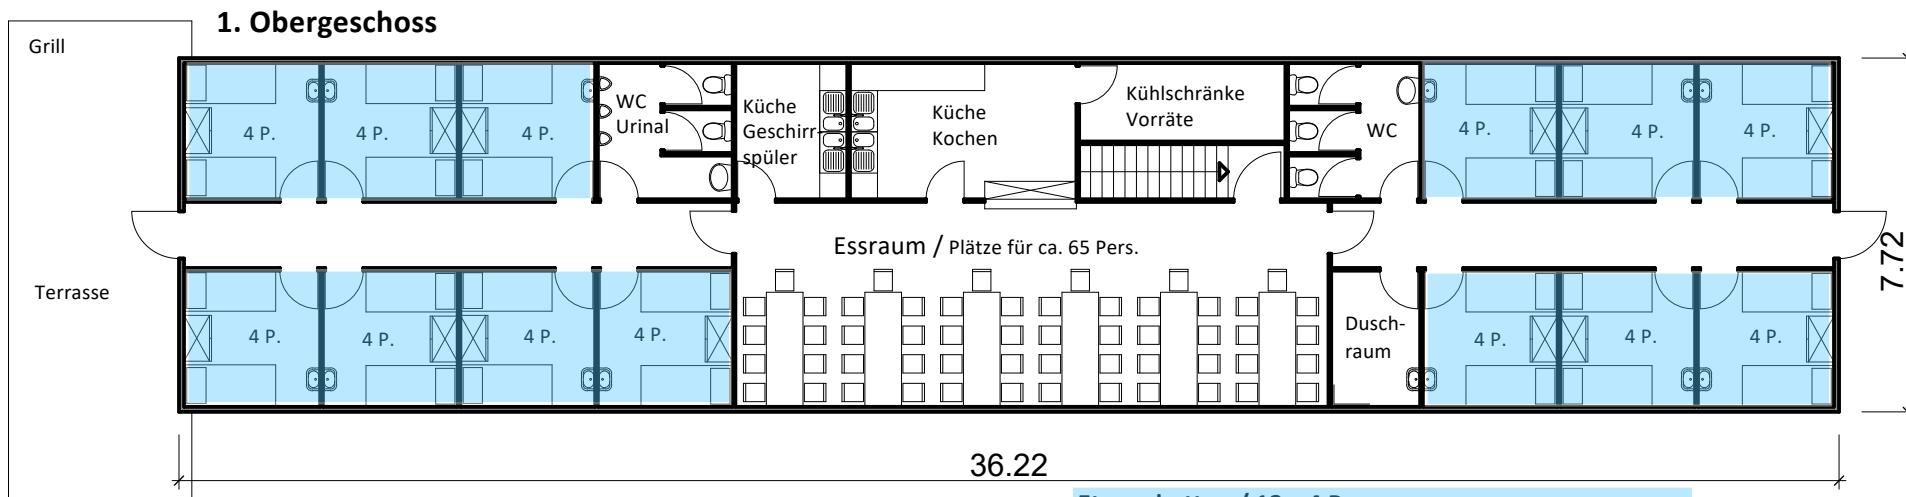 1. Obergeschoss
Grill
4 P.
4 P.
4 P.
WC
Urinal
Küche
Geschirr-
spüler
Küche
Kochen
Kühlschränke
Vorräte
WC
4 P.
4 P.
4 P.
Essraum / Plätze für ca. 65 Pers.
7.72
Terrasse
4 P.
4 P.
4 P.
4 P.
Dusch-
raum
4 P.
4 P.
4 P.
36.22